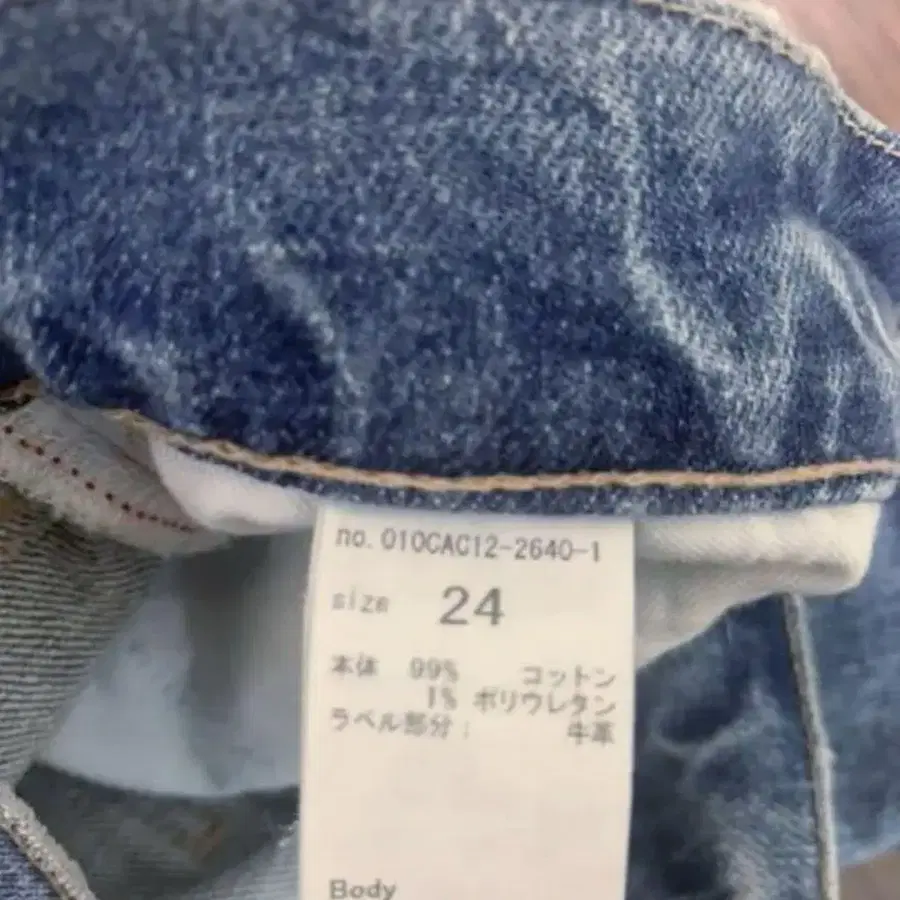 no. 010CAC12-2640-1
size 24
本体 99% コットン
1% ポリウレタン
ラベル部分： 牛革
Body